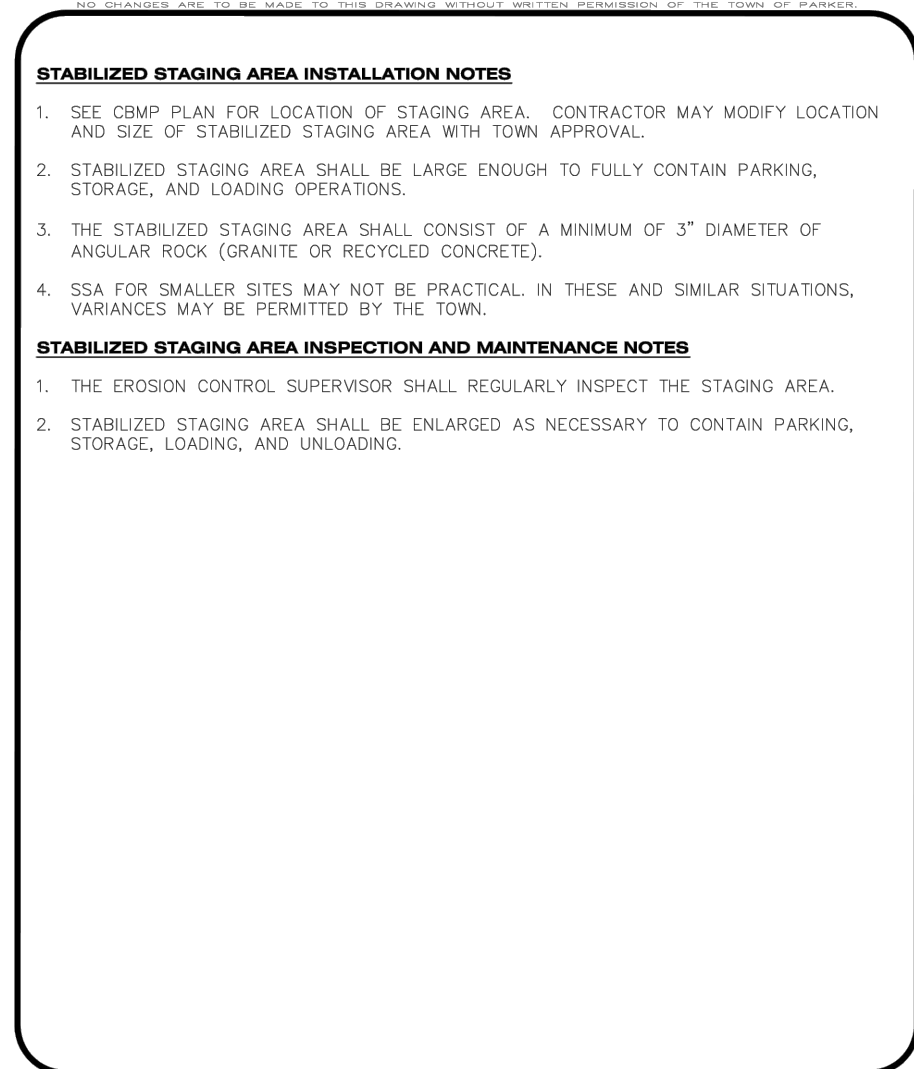 NO CHANGES ARE TO BE MADE TO THIS DRAWING WITHOUT WRITTEN PERMISSION OF THE TOWN OF PARKER.
STABILIZED STAGING AREA INSTALLATION NOTES
1. SEE CBMP PLAN FOR LOCATION OF STAGING AREA. CONTRACTOR MAY MODIFY LOCATION
AND SIZE OF STABILIZED STAGING AREA WITH TOWN APPROVAL.
2. STABILIZED STAGING AREA SHALL BE LARGE ENOUGH TO FULLY CONTAIN PARKING,
STORAGE, AND LOADING OPERATIONS.
3. THE STABILIZED STAGING AREA SHALL CONSIST OF A MINIMUM OF 3” DIAMETER OF
ANGULAR ROCK (GRANITE OR RECYCLED CONCRETE).
4. SSA FOR SMALLER SITES MAY NOT BE PRACTICAL. IN THESE AND SIMILAR SITUATIONS,
VARIANCES MAY BE PERMITTED BY THE TOWN.
STABILIZED STAGING AREA INSPECTION AND MAINTENANCE NOTES
1. THE EROSION CONTROL SUPERVISOR SHALL REGULARLY INSPECT THE STAGING AREA.
2. STABILIZED STAGING AREA SHALL BE ENLARGED AS NECESSARY TO CONTAIN PARKING,
STORAGE, LOADING, AND UNLOADING.